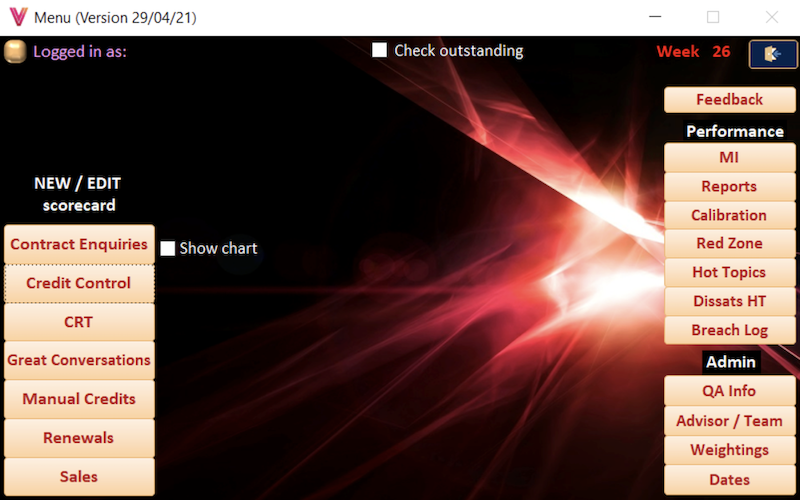 Menu (Version 29/04/21)
Logged in as:
Check outstanding
Week 26
Feedback
Performance
MI
Reports
Calibration
Red Zone
Hot Topics
Dissats HT
Breach Log
Admin
QA Info
Advisor / Team
Weightings
Dates
NEW / EDIT
scorecard
Contract Enquiries
Show chart
Credit Control
CRT
Great Conversations
Manual Credits
Renewals
Sales